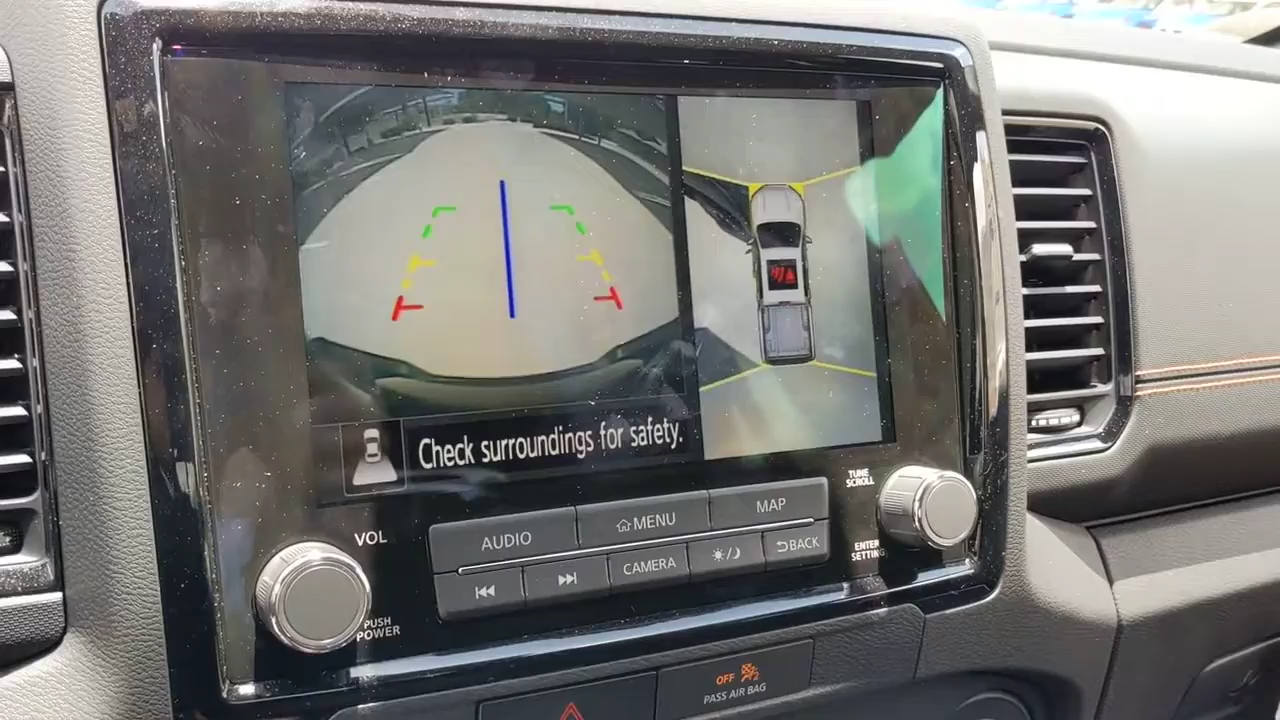 Check surroundings for safety.
VOL
PUSH
POWER
AUDIO
MENU
MAP
CAMERA
BACK
TUNE
SCROLL
ENTER
SETTING
OFF
PASS AIR BAG